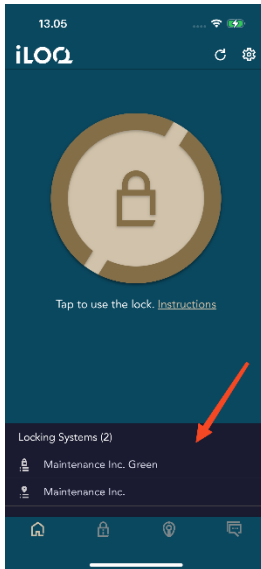 13.05
iLOQ
Tap to use the lock. Instructions
Locking Systems (2)
Maintenance Inc. Green
Maintenance Inc.